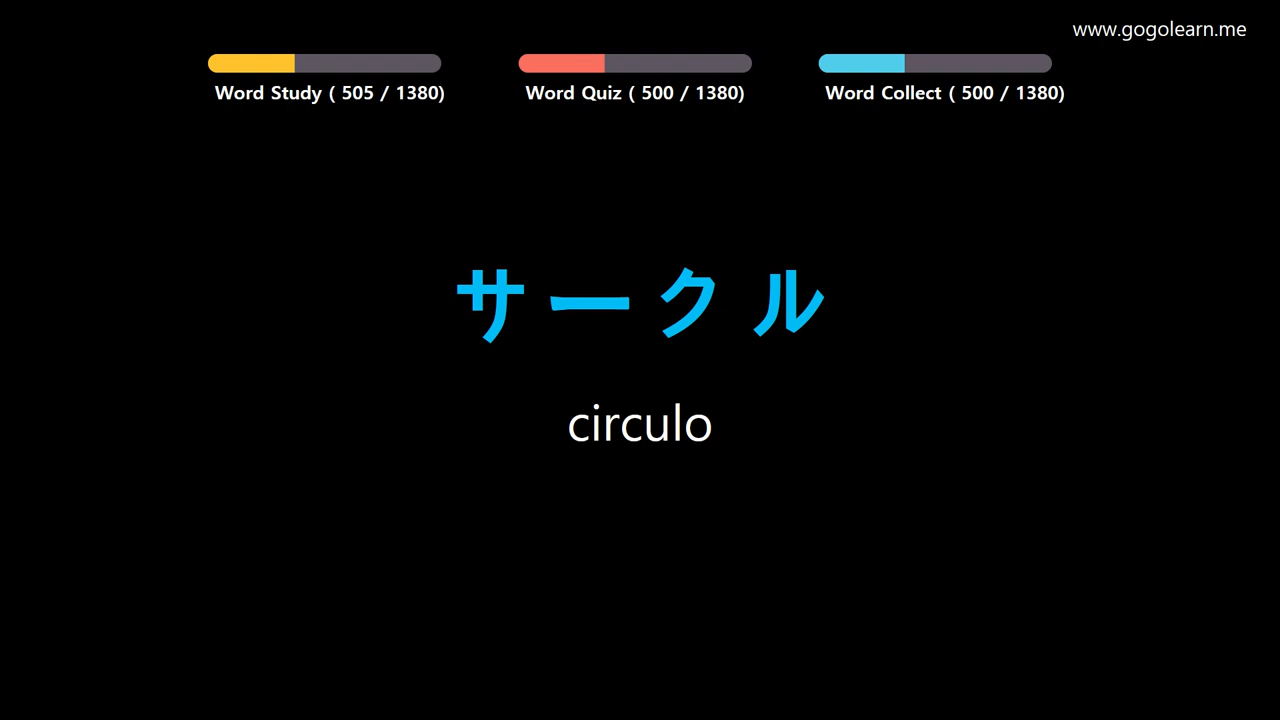 www.gogolearn.me
Word Study ( 505 / 1380)
Word Quiz ( 500 / 1380)
Word Collect ( 500 / 1380)
サークル
circulo